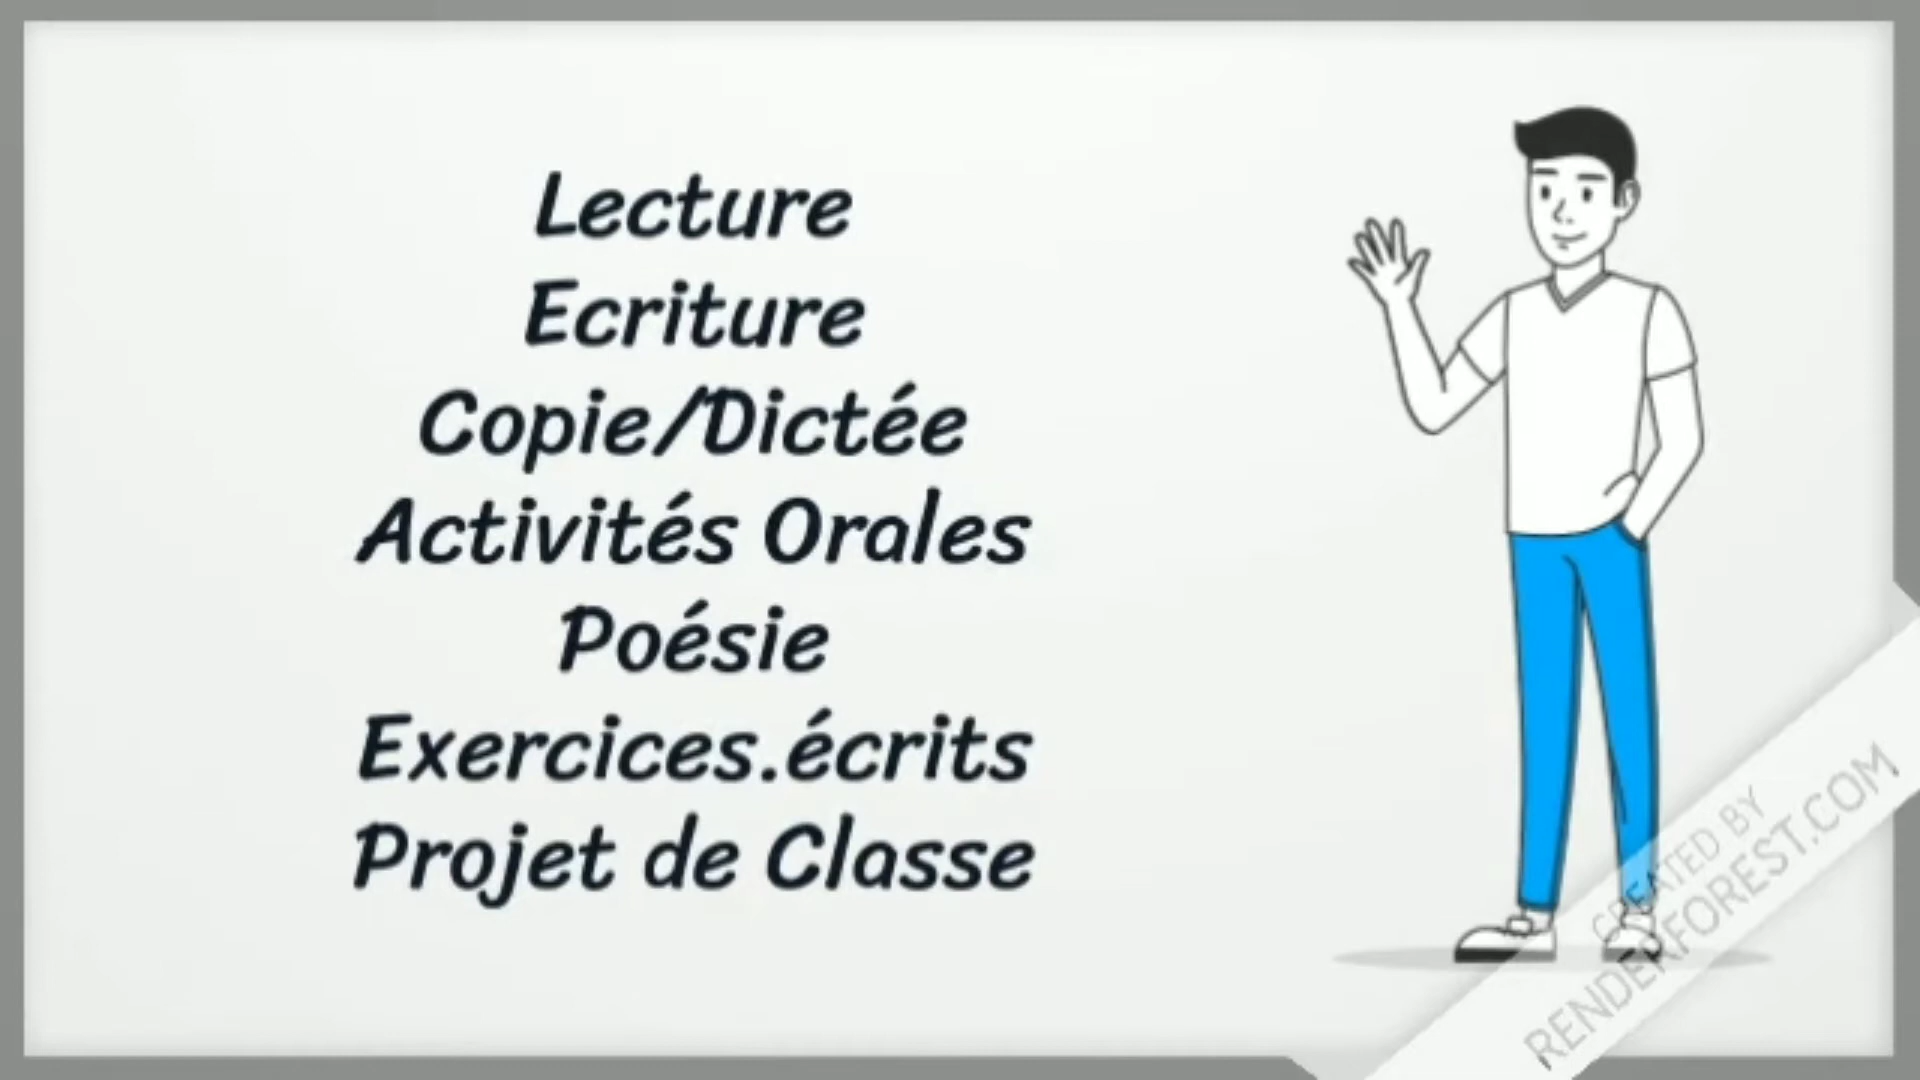 Lecture
Ecriture
Copie/Dictée
Activités Orales
Poésie
Exercices.écrits
Projet de Classe
CREATED BY
RENDERFOREST.COM